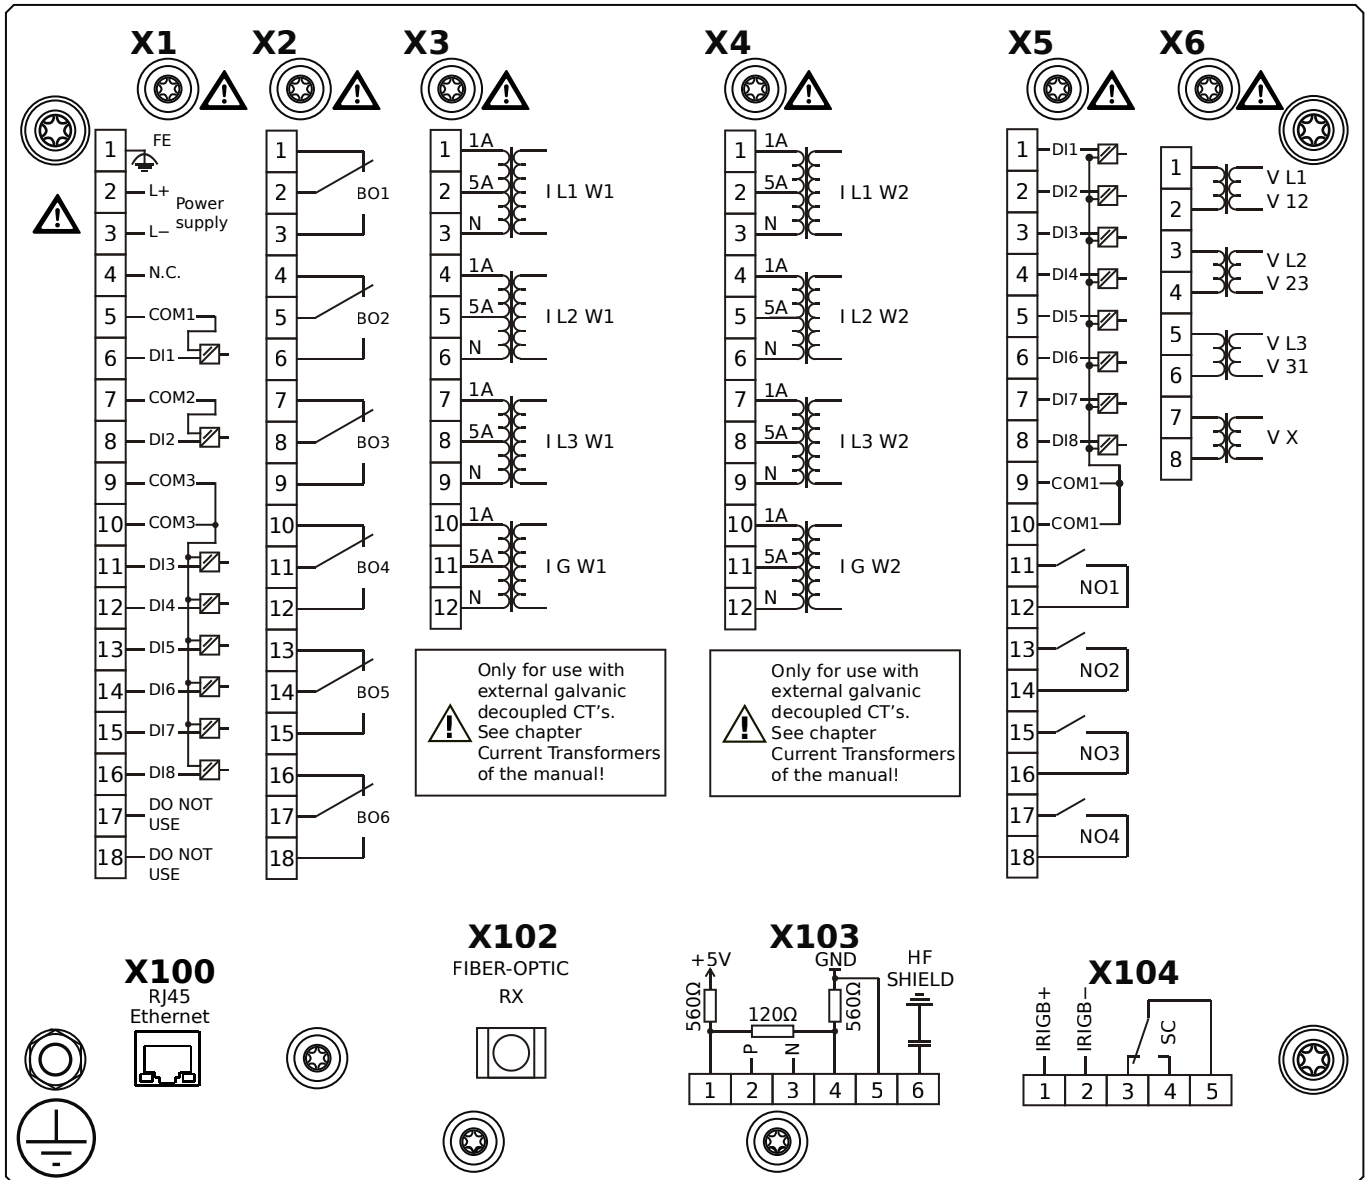 X1
1
FE
2
L+
Power
supply
3
L−
4
N.C.
5
COM1
6
DI1
7
COM2
8
DI2
9
COM3
10
COM3
11
DI3
12
DI4
13
DI5
14
DI6
15
DI7
16
DI8
17
DO NOT
USE
18
DO NOT
USE
X2
1
2
BO1
3
4
5
BO2
6
7
8
BO3
9
10
11
BO4
12
13
14
BO5
15
16
17
BO6
18
X3
1
1A
2
5A
I L1 W1
3
N
4
1A
5
5A
I L2 W1
6
N
7
1A
8
5A
I L3 W1
9
N
10
1A
11
5A
I G W1
12
N
Only for use with
external galvanic
decoupled CT's.
See chapter
Current Transformers
of the manual!
X4
1
1A
2
5A
I L1 W2
3
N
4
1A
5
5A
I L2 W2
6
N
7
1A
8
5A
I L3 W2
9
N
10
1A
11
5A
I G W2
12
N
Only for use with
external galvanic
decoupled CT's.
See chapter
Current Transformers
of the manual!
X5
1
DI1
2
DI2
3
DI3
4
DI4
5
DI5
6
DI6
7
DI7
8
DI8
9
COM1
10
COM1
11
NO1
12
13
NO2
14
15
NO3
16
17
NO4
18
X6
1
V L1
2
V 12
3
V L2
4
V 23
5
V L3
6
V 31
7
V X
8
X100
RJ45
Ethernet
X102
FIBER-OPTIC
RX
X103
+5V
GND
HF
SHIELD
560Ω
120Ω
560Ω
P
N
1
2
3
4
5
6
X104
IRIGB+
IRIGB−
SC
1
2
3
4
5